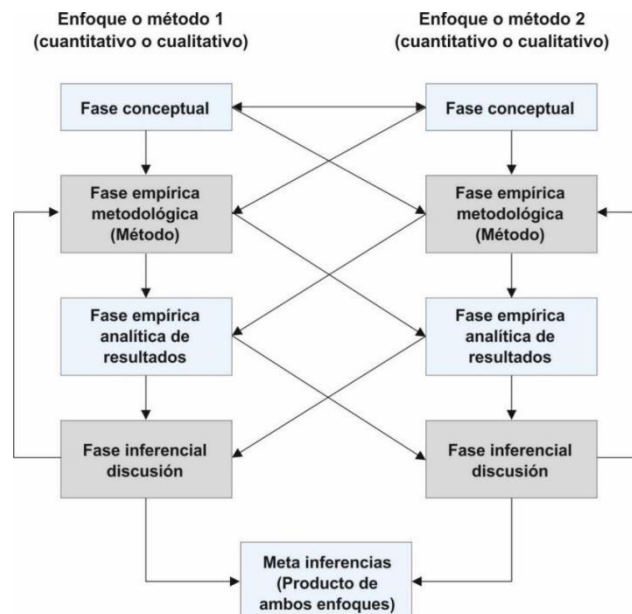 Enfoque o método 1
(cuantitativo o cualitativo)
Enfoque o método 2
(cuantitativo o cualitativo)
Fase conceptual
Fase conceptual
Fase empírica
metodológica
(Método)
Fase empírica
metodológica
(Método)
Fase empírica
analítica de
resultados
Fase empírica
analítica de
resultados
Fase inferencial
discusión
Fase inferencial
discusión
Meta inferencias
(Producto de
ambos enfoques)